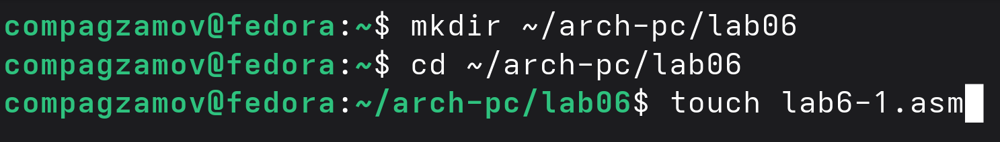 compagzamov@fedora:~$ mkdir ~/arch-pc/lab06
compagzamov@fedora:~$ cd ~/arch-pc/lab06
compagzamov@fedora:~/arch-pc/lab06$ touch lab6-1.asm